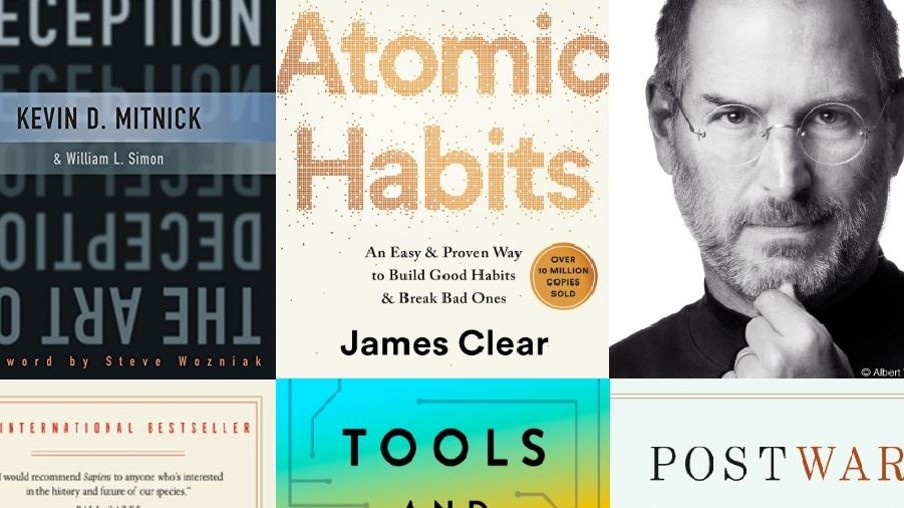 ECEPTION
KEVIN D. MITNICK
& William L. Simon
DECEPTION
THE ART O
word by Steve Wozniak
Atomic
Habits
An Easy & Proven Way
to Build Good Habits
& Break Bad Ones
OVER
10 MILLION
COPIES
SOLD
James Clear
© Albert
INTERNATIONAL BESTSELLER
I would recommend Sapiens to anyone who's interested
in the history and future of our species."
TOOLS
AND
POSTWAR